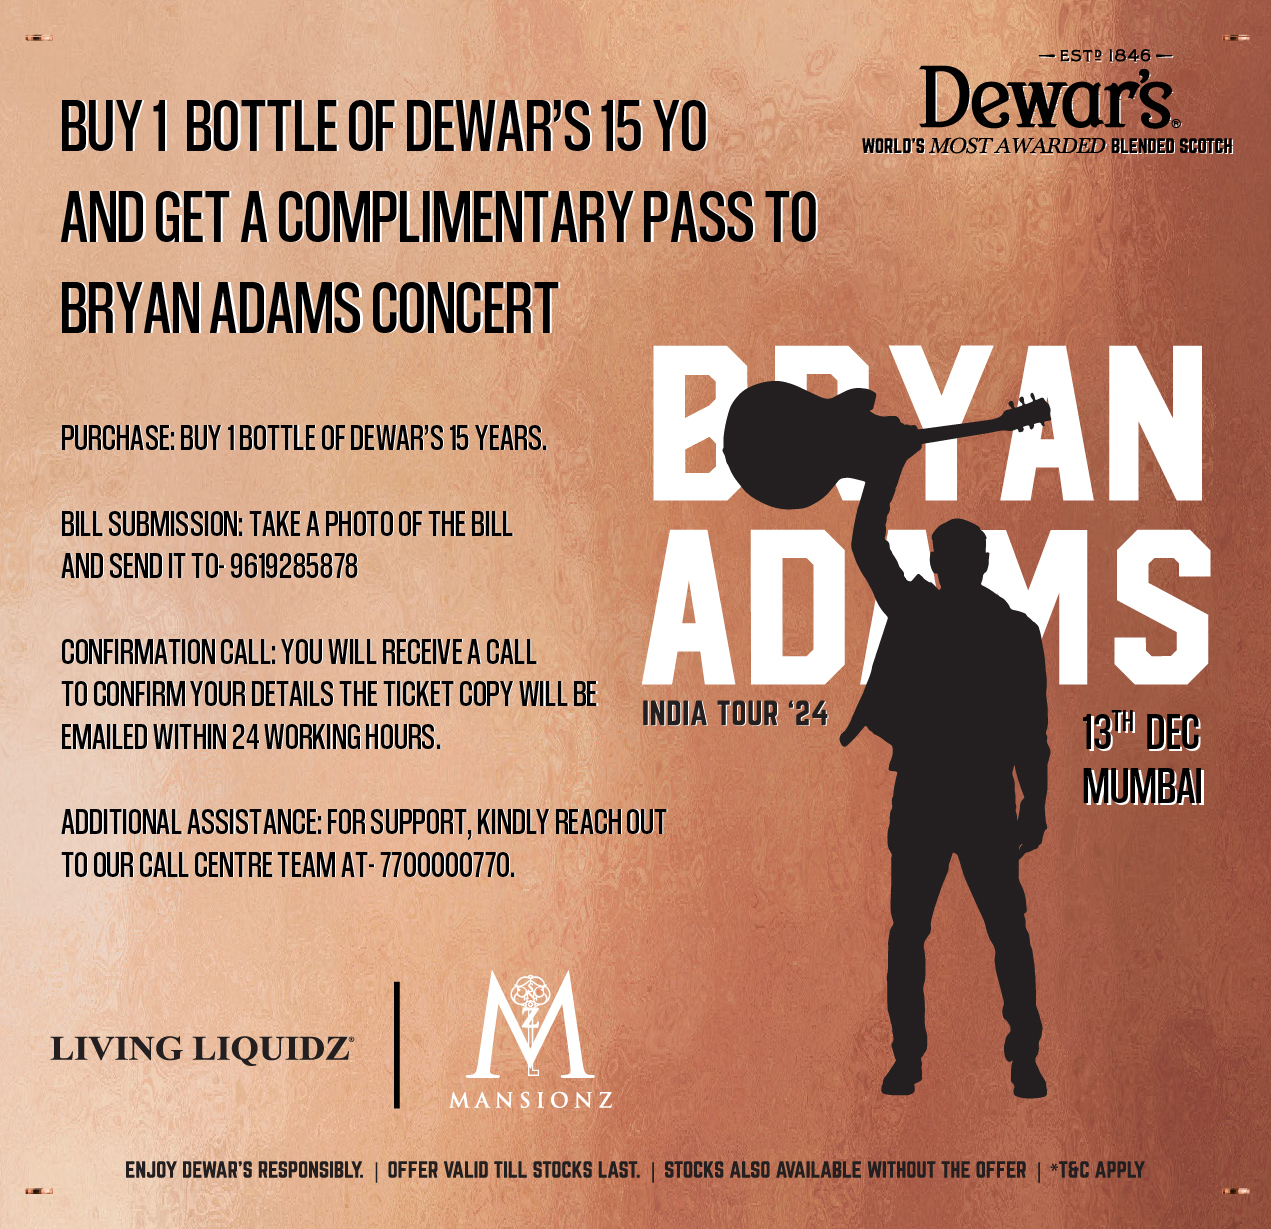 ESTD 1846
Dewar's®
WORLD'S MOST AWARDED BLENDED SCOTCH
BUY 1 BOTTLE OF DEWAR'S 15 YO
AND GET A COMPLIMENTARY PASS TO
BRYAN ADAMS CONCERT
PURCHASE: BUY 1 BOTTLE OF DEWAR'S 15 YEARS.
BILL SUBMISSION: TAKE A PHOTO OF THE BILL
AND SEND IT TO- 9619285878
CONFIRMATION CALL: YOU WILL RECEIVE A CALL
TO CONFIRM YOUR DETAILS THE TICKET COPY WILL BE
EMAILED WITHIN 24 WORKING HOURS.
ADDITIONAL ASSISTANCE: FOR SUPPORT, KINDLY REACH OUT
TO OUR CALL CENTRE TEAM AT- 7700000770.
BRYAN
ADAMS
INDIA TOUR ‘24
13TH DEC
MUMBAI
LIVING LIQUIDZ®
MANSIONZ
ENJOY DEWAR'S RESPONSIBLY. | OFFER VALID TILL STOCKS LAST. | STOCKS ALSO AVAILABLE WITHOUT THE OFFER | *T&C APPLY